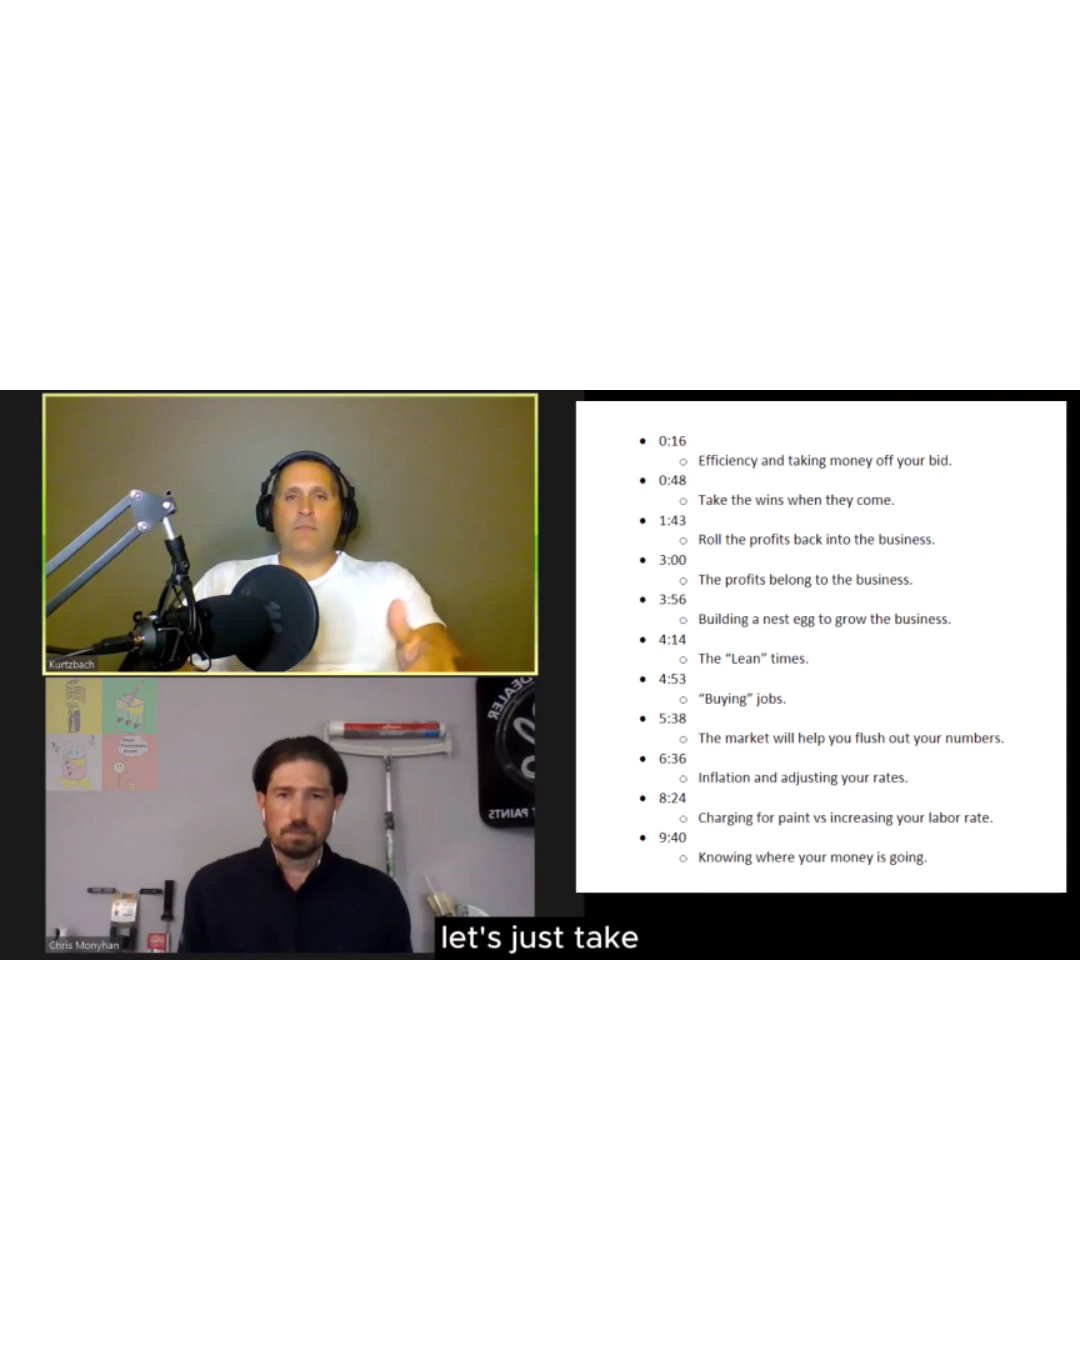 Kurtzbach
DEALER
PAINTS
Chris Monyhan
• 0:16
o Efficiency and taking money off your bid.
• 0:48
o Take the wins when they come.
• 1:43
o Roll the profits back into the business.
• 3:00
o The profits belong to the business.
• 3:56
o Building a nest egg to grow the business.
• 4:14
o The “Lean” times.
• 4:53
o “Buying” jobs.
• 5:38
o The market will help you flush out your numbers.
• 6:36
o Inflation and adjusting your rates.
• 8:24
o Charging for paint vs increasing your labor rate.
• 9:40
o Knowing where your money is going.
let's just take